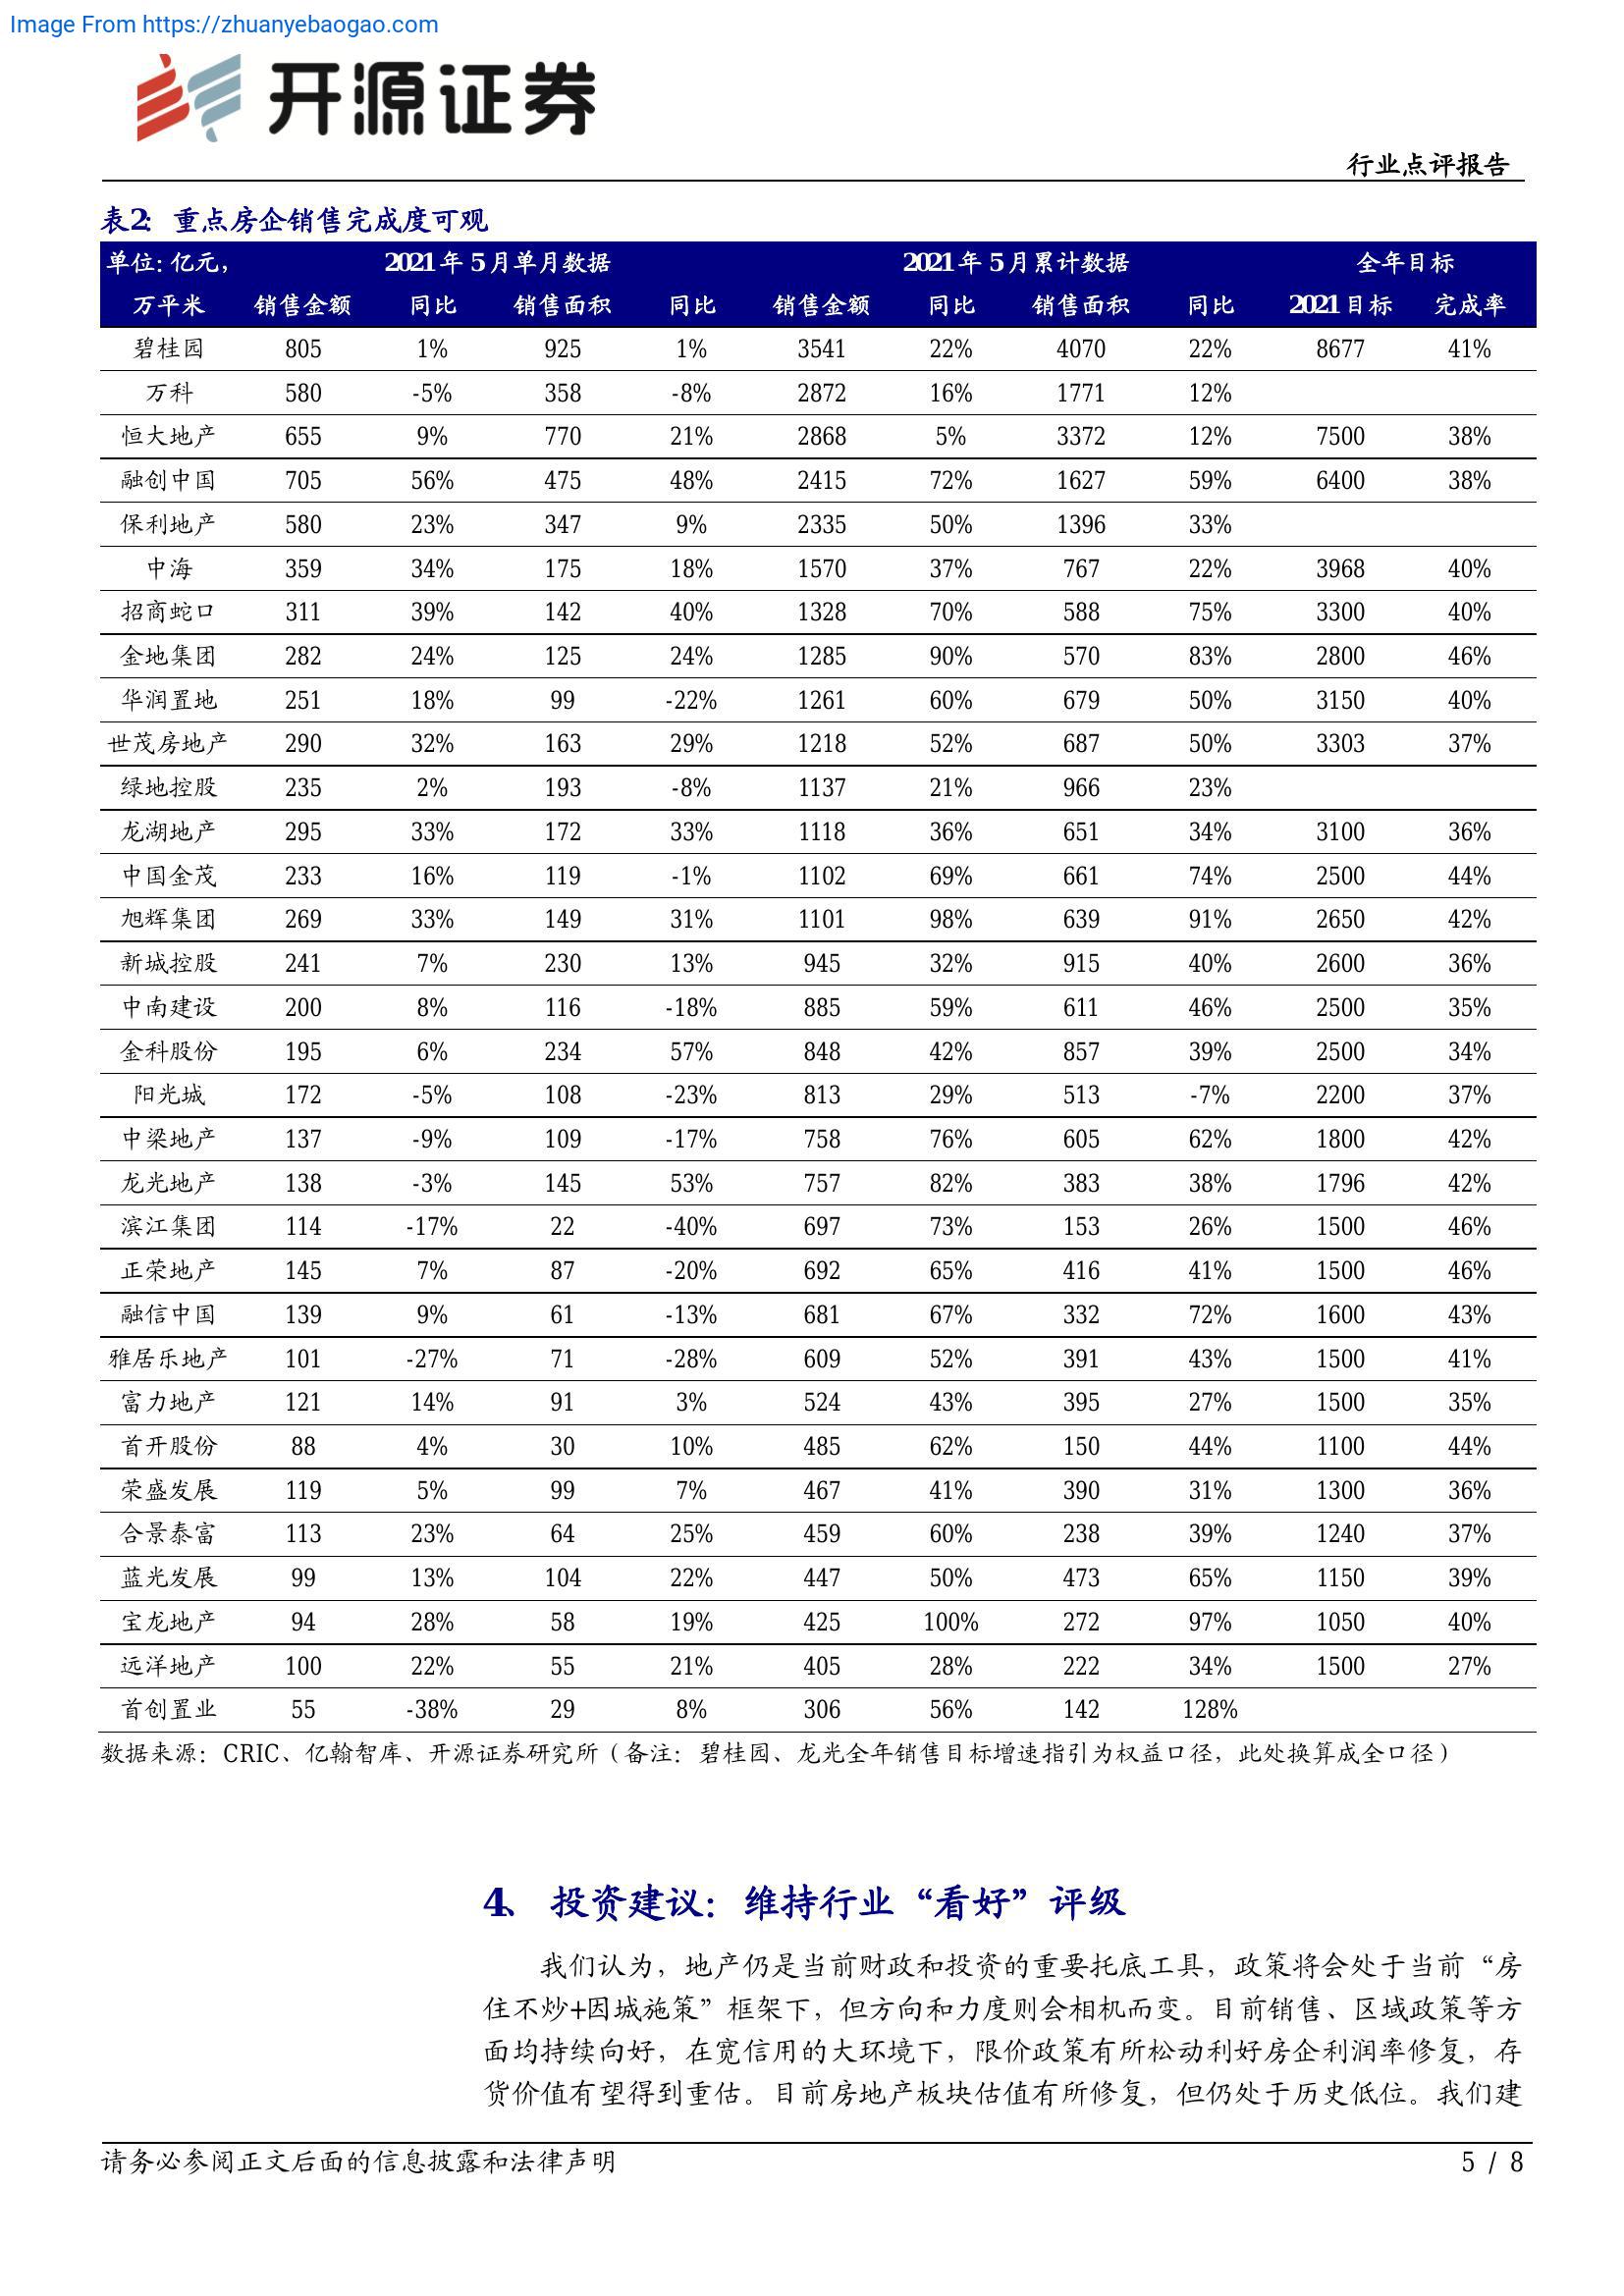 Image From https://zhuanyebaogao.com
开源证券
行业点评报告
表2: 重点房企销售完成度可观
单位: 亿元, 2021 年 5 月单月数据 2021 年 5 月累计数据 全年目标
万平米 销售金额 同比 销售面积 同比 销售金额 同比 销售面积 同比 2021 目标 完成率
碧桂园 805 1% 925 1% 3541 22% 4070 22% 8677 41%
万科 580 -5% 358 -8% 2872 16% 1771 12%
恒大地产 655 9% 770 21% 2868 5% 3372 12% 7500 38%
融创中国 705 56% 475 48% 2415 72% 1627 59% 6400 38%
保利地产 580 23% 347 9% 2335 50% 1396 33%
中海 359 34% 175 18% 1570 37% 767 22% 3968 40%
招商蛇口 311 39% 142 40% 1328 70% 588 75% 3300 40%
金地集团 282 24% 125 24% 1285 90% 570 83% 2800 46%
华润置地 251 18% 99 -22% 1261 60% 679 50% 3150 40%
世茂房地产 290 32% 163 29% 1218 52% 687 50% 3303 37%
绿地控股 235 2% 193 -8% 1137 21% 966 23%
龙湖地产 295 33% 172 33% 1118 36% 651 34% 3100 36%
中国金茂 233 16% 119 -1% 1102 69% 661 74% 2500 44%
旭辉集团 269 33% 149 31% 1101 98% 639 91% 2650 42%
新城控股 241 7% 230 13% 945 32% 915 40% 2600 36%
中南建设 200 8% 116 -18% 885 59% 611 46% 2500 35%
金科股份 195 6% 234 57% 848 42% 857 39% 2500 34%
阳光城 172 -5% 108 -23% 813 29% 513 -7% 2200 37%
中梁地产 137 -9% 109 -17% 758 76% 605 62% 1800 42%
龙光地产 138 -3% 145 53% 757 82% 383 38% 1796 42%
滨江集团 114 -17% 22 -40% 697 73% 153 26% 1500 46%
正荣地产 145 7% 87 -20% 692 65% 416 41% 1500 46%
融信中国 139 9% 61 -13% 681 67% 332 72% 1600 43%
雅居乐地产 101 -27% 71 -28% 609 52% 391 43% 1500 41%
富力地产 121 14% 91 3% 524 43% 395 27% 1500 35%
首开股份 88 4% 30 10% 485 62% 150 44% 1100 44%
荣盛发展 119 5% 99 7% 467 41% 390 31% 1300 36%
合景泰富 113 23% 64 25% 459 60% 238 39% 1240 37%
蓝光发展 99 13% 104 22% 447 50% 473 65% 1150 39%
宝龙地产 94 28% 58 19% 425 100% 272 97% 1050 40%
远洋地产 100 22% 55 21% 405 28% 222 34% 1500 27%
首创置业 55 -38% 29 8% 306 56% 142 128%
数据来源：CRIC、亿翰智库、开源证券研究所（备注：碧桂园、龙光全年销售目标增速指引为权益口径，此处换算成全口径）
4、 投资建议：维持行业“看好”评级
我们认为，地产仍是当前财政和投资的重要托底工具，政策将会处于当前“房
住不炒+因城施策”框架下，但方向和力度则会相机而变。目前销售、区域政策等方
面均持续向好，在宽信用的大环境下，限价政策有所松动利好房企利润率修复，存
货价值有望得到重估。目前房地产板块估值有所修复，但仍处于历史低位。我们建
请务必参阅正文后面的信息披露和法律声明 5 / 8